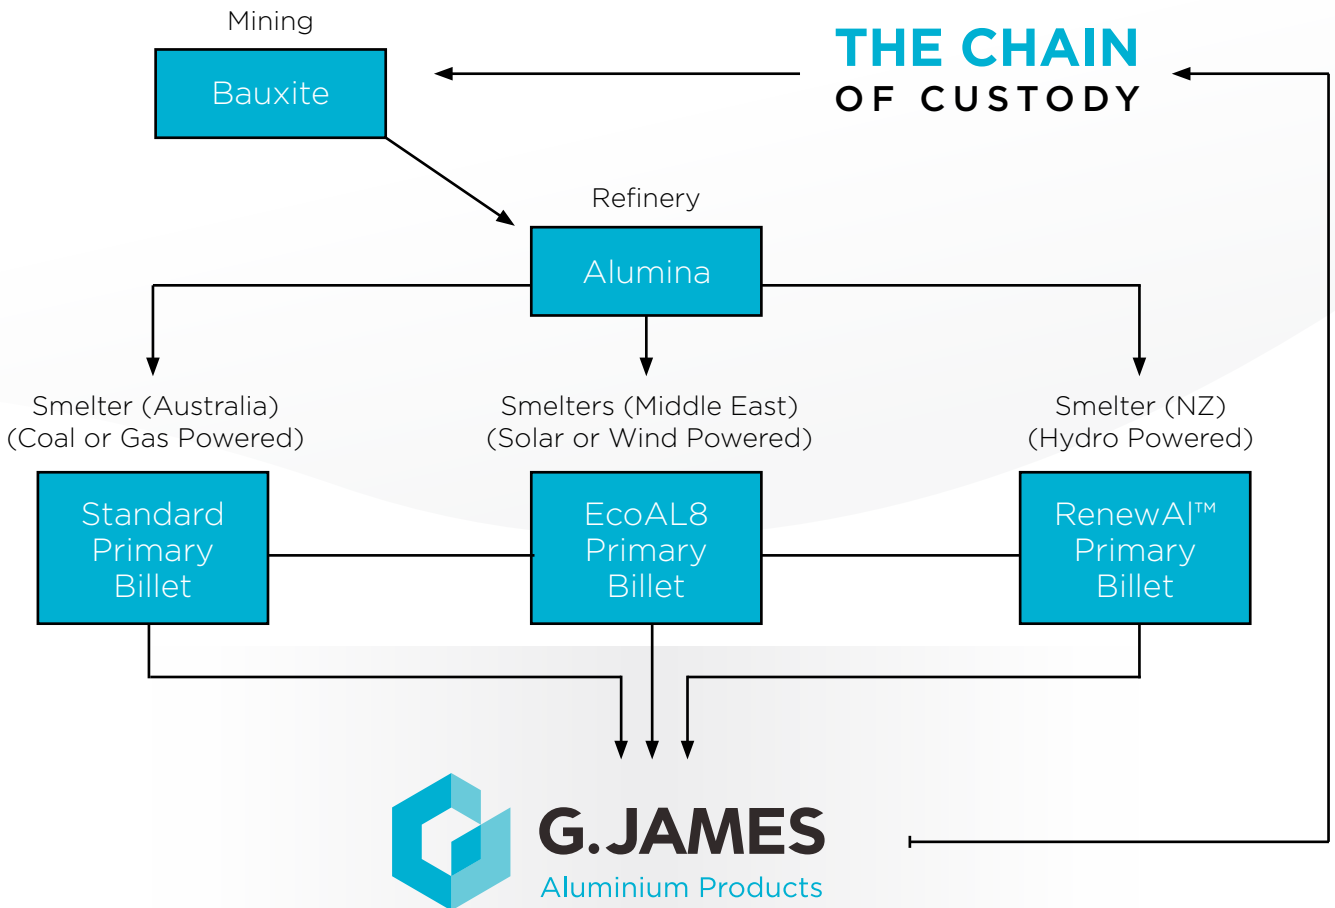 Mining
Bauxite
THE CHAIN
OF CUSTODY
Refinery
Alumina
Smelter (Australia)
(Coal or Gas Powered)
Smelters (Middle East)
(Solar or Wind Powered)
Smelter (NZ)
(Hydro Powered)
Standard
Primary
Billet
EcoAL8
Primary
Billet
RenewAl™
Primary
Billet
G.JAMES
Aluminium Products